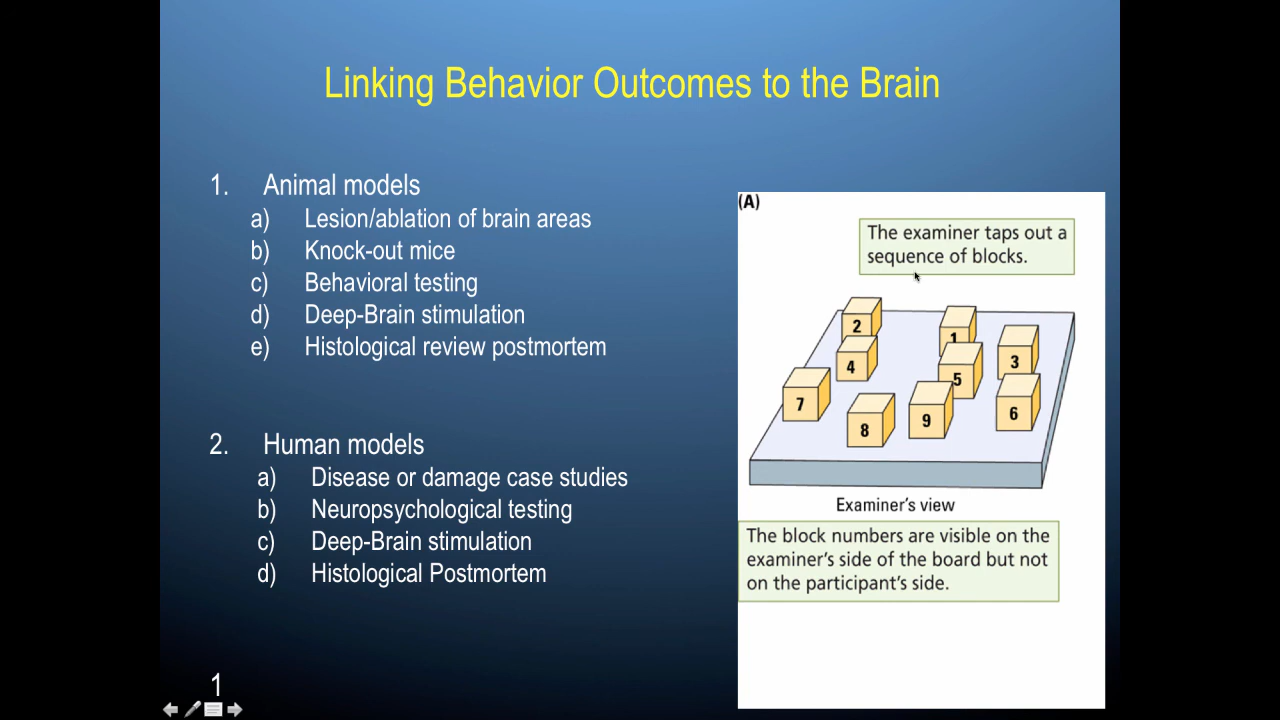 Linking Behavior Outcomes to the Brain
1. Animal models
a) Lesion/ablation of brain areas
b) Knock-out mice
c) Behavioral testing
d) Deep-Brain stimulation
e) Histological review postmortem
2. Human models
a) Disease or damage case studies
b) Neuropsychological testing
c) Deep-Brain stimulation
d) Histological Postmortem
1
(A)
The examiner taps out a
sequence of blocks.
2
1
3
4
5
7
6
9
8
Examiner's view
The block numbers are visible on the
examiner's side of the board but not
on the participant's side.